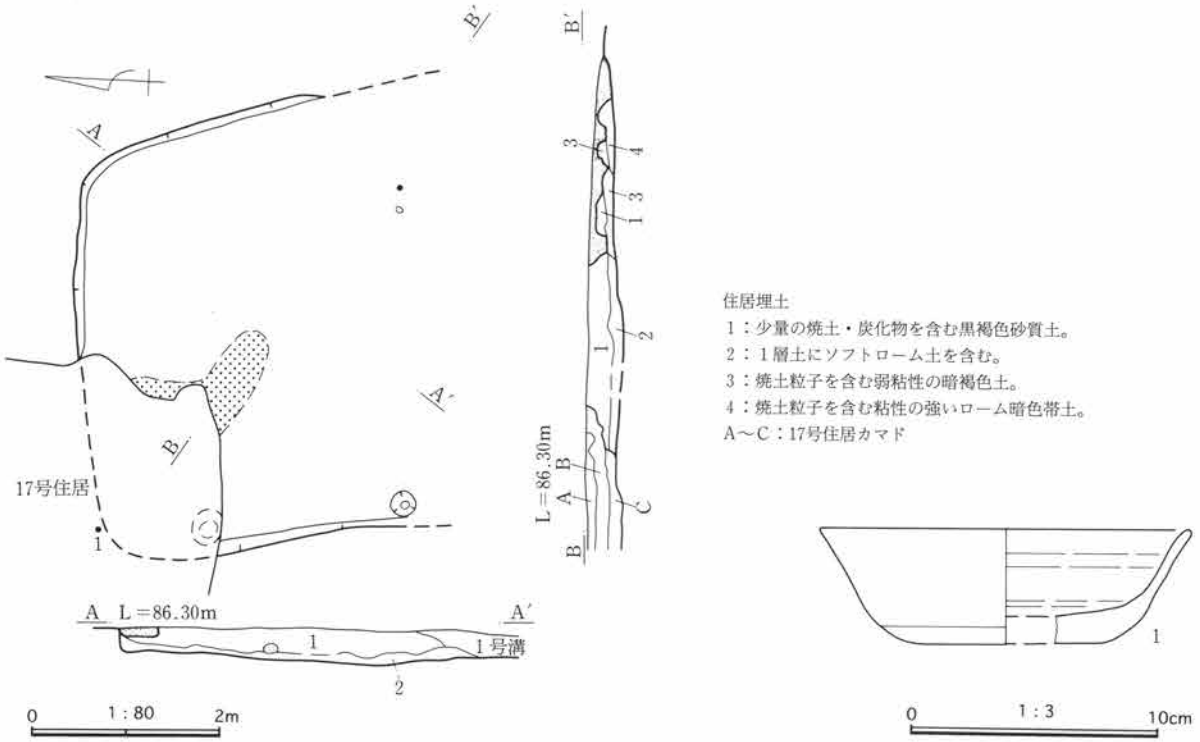 B′
A
A′
B
17号住居
1
A L=86.30m A′
1
1号溝
2
0 1:80 2m
B′
3
4
3
1
1
2
L=86.30m
A
B
C
B
住居埋土
1:少量の焼土・炭化物を含む黒褐色砂質土。
2:1層土にソフトローム土を含む。
3:焼土粒子を含む弱粘性の暗褐色土。
4:焼土粒子を含む粘性の強いローム暗色帯土。
A~C:17号住居カマド
1
0 1:3 10cm